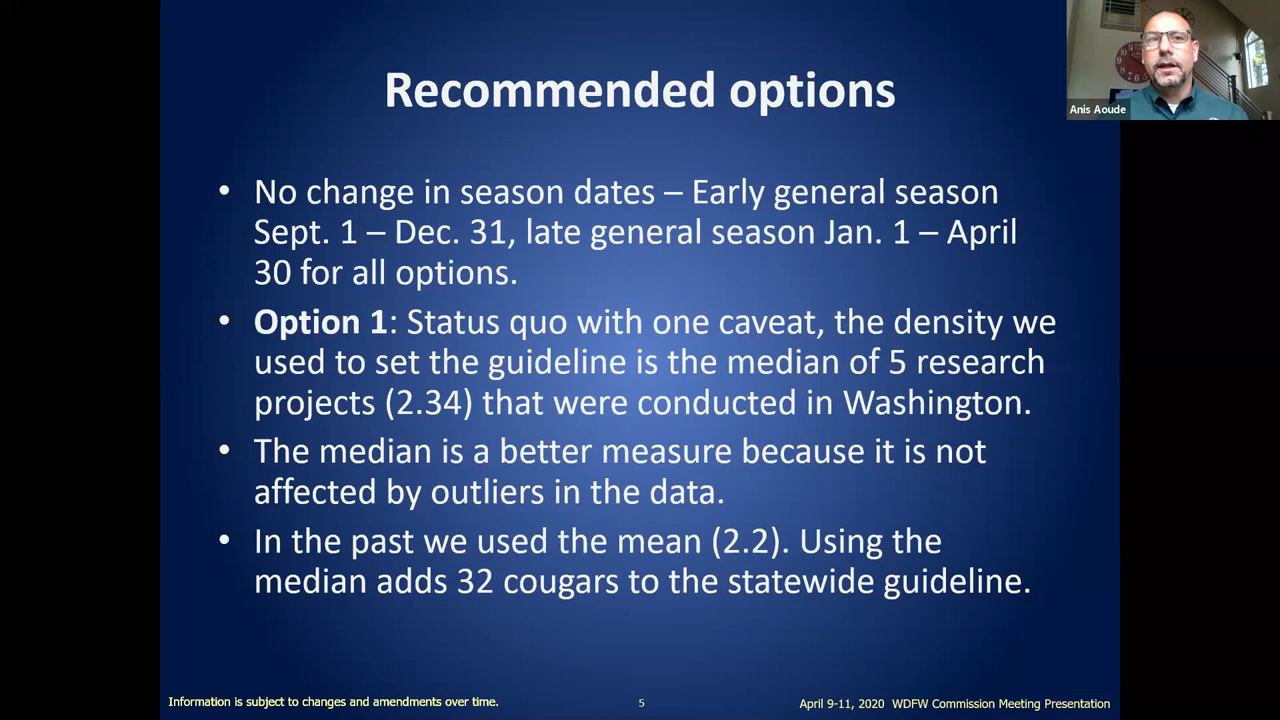 Recommended options
• No change in season dates – Early general season
Sept. 1 – Dec. 31, late general season Jan. 1 – April
30 for all options.
• Option 1: Status quo with one caveat, the density we
used to set the guideline is the median of 5 research
projects (2.34) that were conducted in Washington.
• The median is a better measure because it is not
affected by outliers in the data.
• In the past we used the mean (2.2). Using the
median adds 32 cougars to the statewide guideline.
Information is subject to changes and amendments over time.
5
April 9-11, 2020 WDFW Commission Meeting Presentation
Anis Aoude